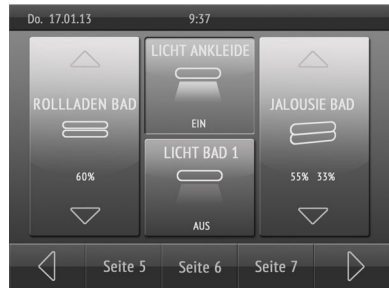 Do. 17.01.13 9:37
ROLLLADEN BAD
60%
LICHT ANKLEIDE
EIN
LICHT BAD 1
AUS
JALOUSIE BAD
55% 33%
Seite 5 Seite 6 Seite 7